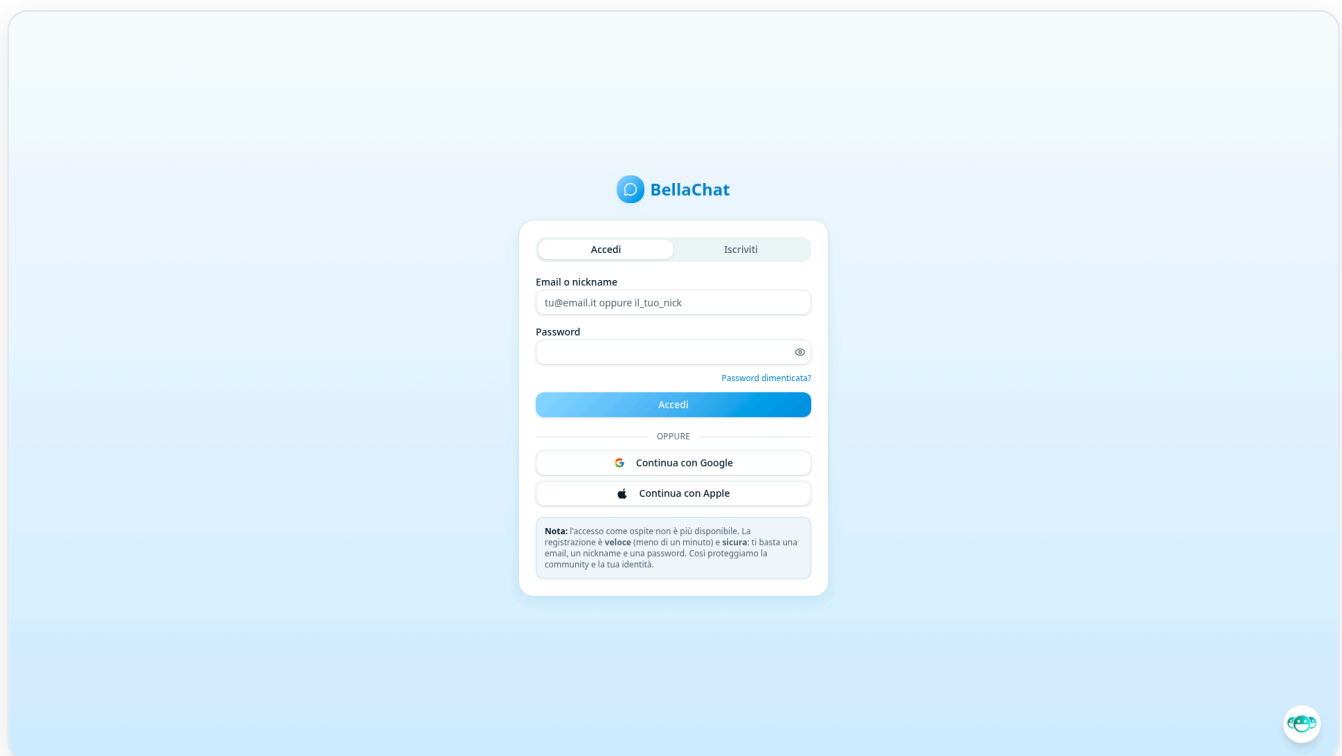 BellaChat
Accedi
Iscriviti
Email o nickname
tu@email.it oppure il_tuo_nick
Password
Password dimenticata?
Accedi
OPPURE
Continua con Google
Continua con Apple
Nota: l'accesso come ospite non è più disponibile. La
registrazione è veloce (meno di un minuto) e sicura: ti basta una
email, un nickname e una password. Così proteggiamo la
community e la tua identità.